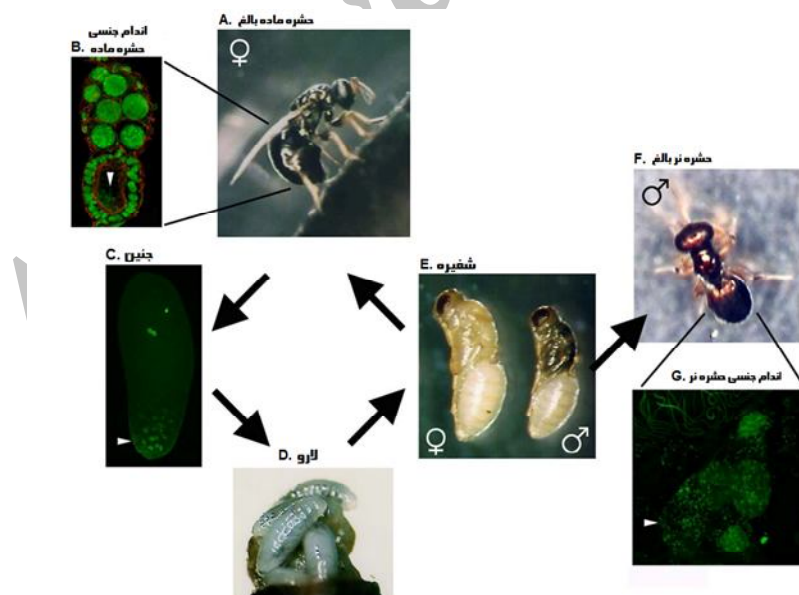 A. حشره ماده بالغ
B. اندام جنسی
حشره ماده
F. حشره نر بالغ
C. جنین
E. شفیره
G. اندام جنسی حشره نر
D. لارو
♀
♂
♀
♂